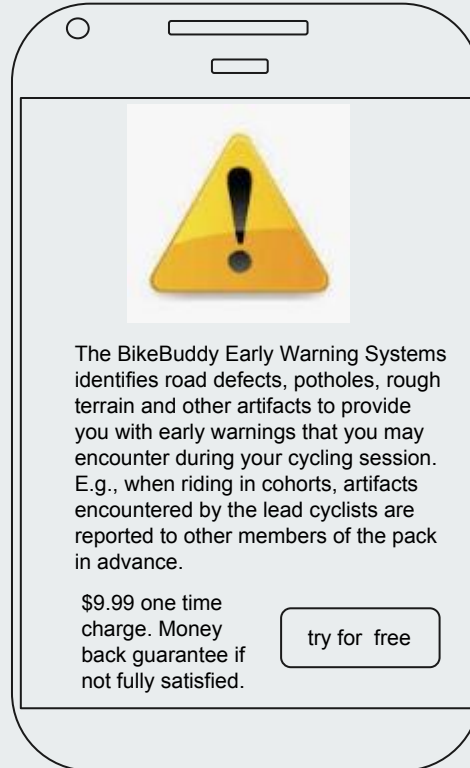 The BikeBuddy Early Warning Systems
identifies road defects, potholes, rough
terrain and other artifacts to provide
you with early warnings that you may
encounter during your cycling session.
E.g., when riding in cohorts, artifacts
encountered by the lead cyclists are
reported to other members of the pack
in advance.
$9.99 one time
charge. Money
back guarantee if
not fully satisfied.
try for  free